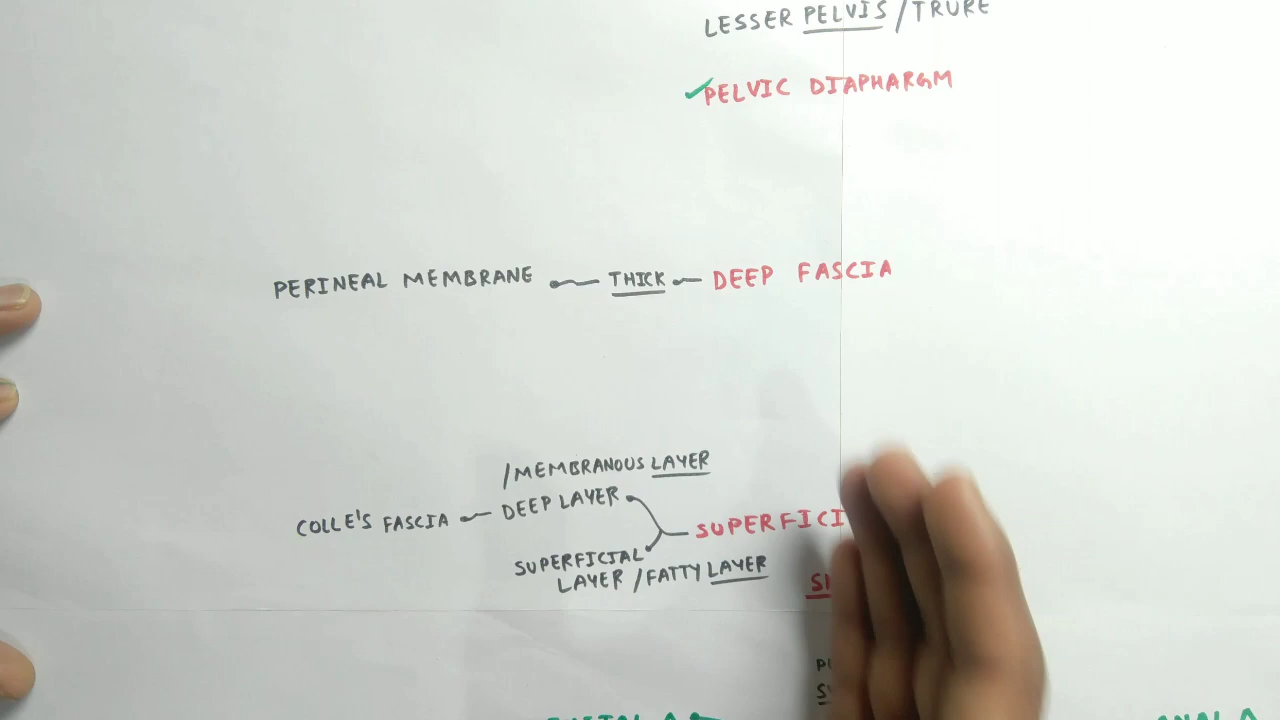 LESSER PELVIS / TRURE
PELVIC DIAPHARGM
PERINEAL MEMBRANE THICK DEEP FASCIA
/MEMBRANOUS LAYER
COLLE'S FASCIA DEEP LAYER
SUPERFICI
SUPERFICIAL
LAYER / FATTY LAYER